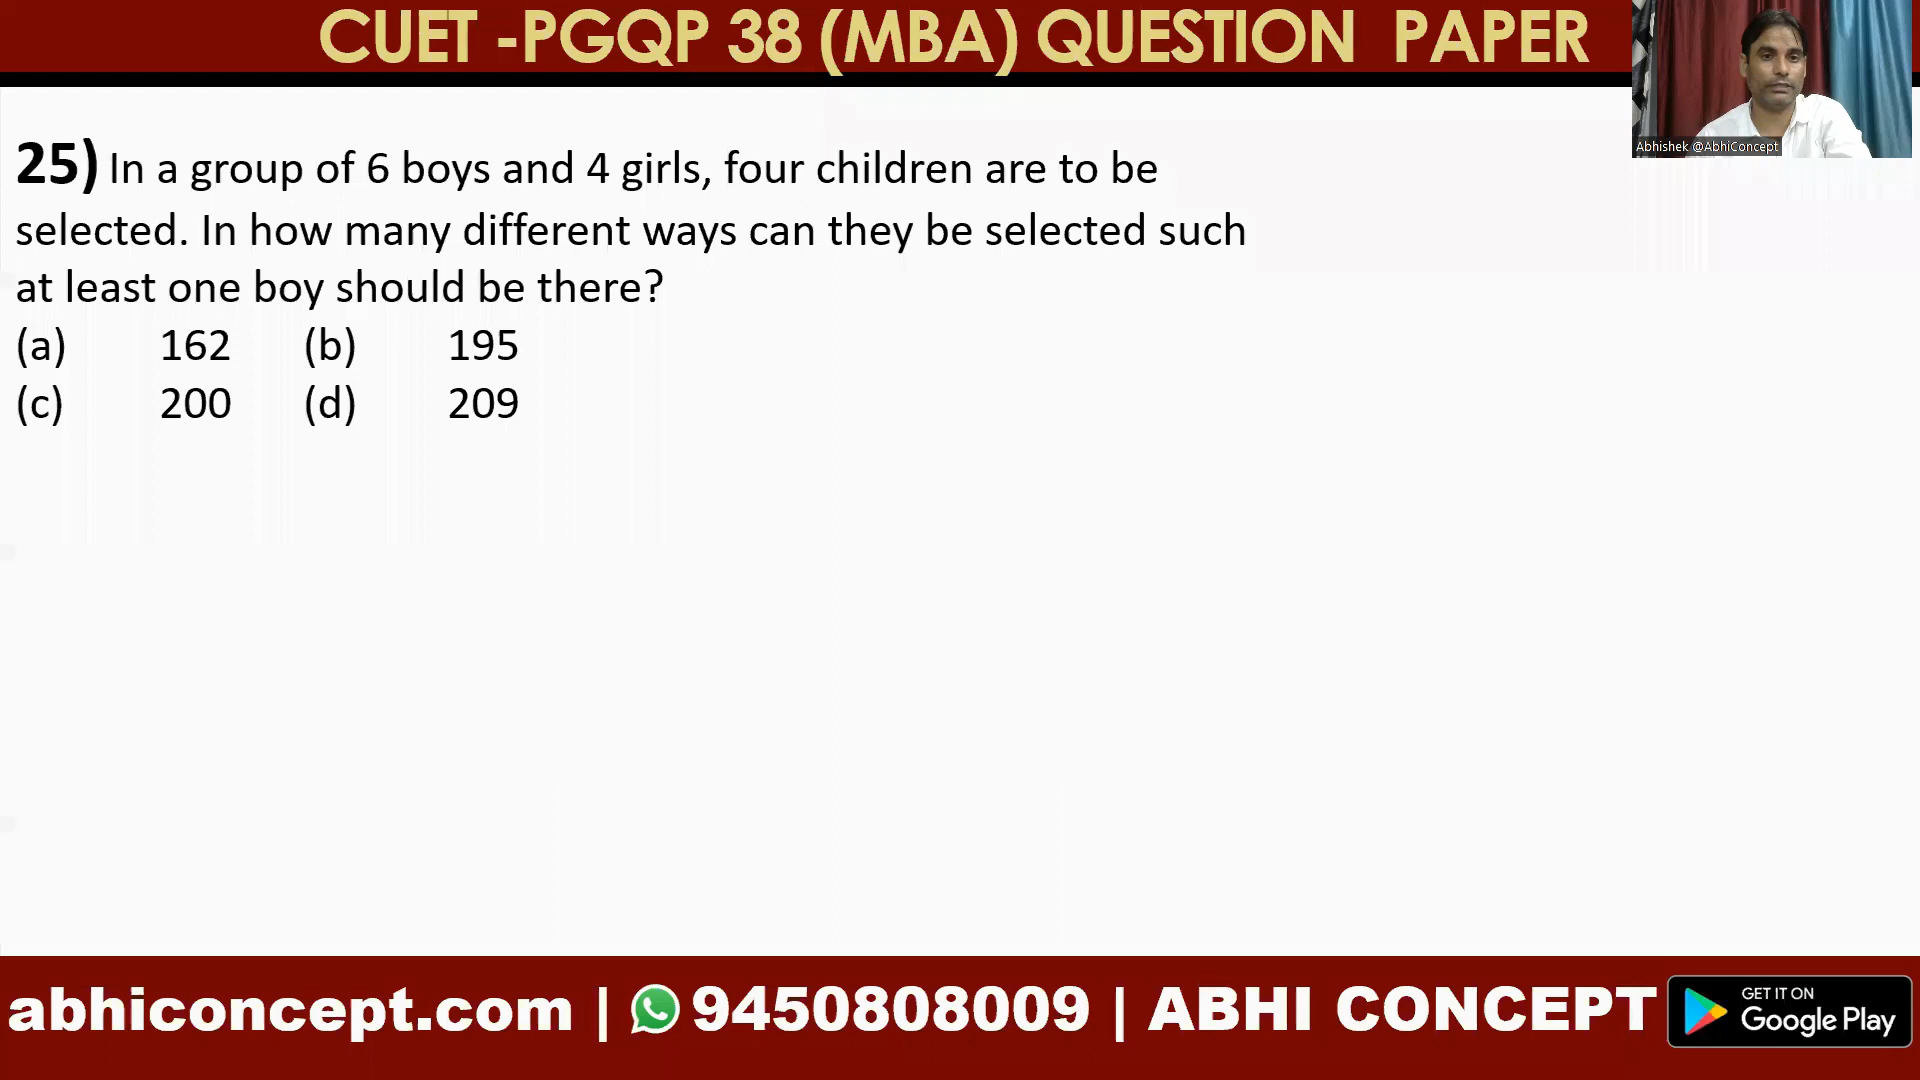 CUET -PGQP 38 (MBA) QUESTION PAPER
Abhishek @AbhiConcept
25) In a group of 6 boys and 4 girls, four children are to be
selected. In how many different ways can they be selected such
at least one boy should be there?
(a) 162 (b) 195
(c) 200 (d) 209
abhiconcept.com | 9450808009 | ABHI CONCEPT
GET IT ON
Google Play